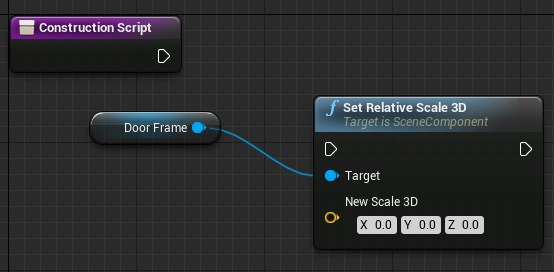 Construction Script
Door Frame
Set Relative Scale 3D
Target is SceneComponent
Target
New Scale 3D
X 0.0 Y 0.0 Z 0.0